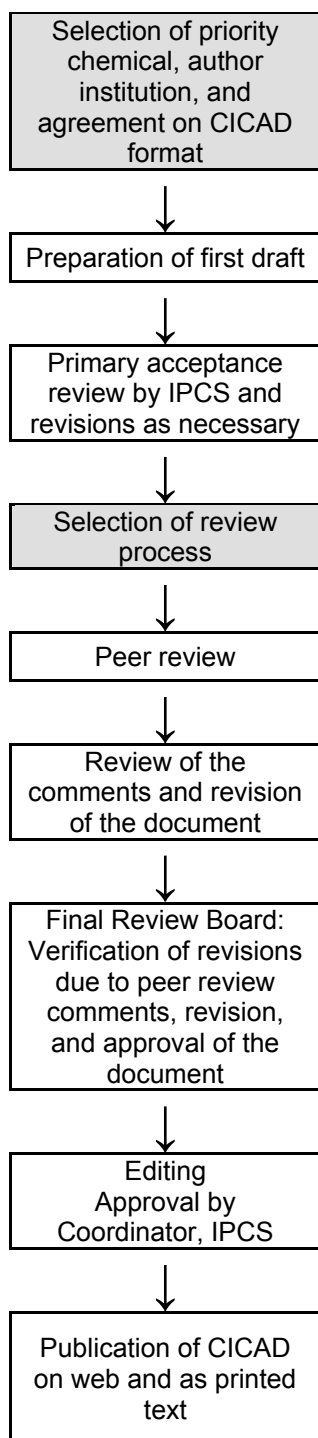 Selection of priority
chemical, author
institution, and
agreement on CICAD
format
Preparation of first draft
Primary acceptance
review by IPCS and
revisions as necessary
Selection of review
process
Peer review
Review of the
comments and revision
of the document
Final Review Board:
Verification of revisions
due to peer review
comments, revision,
and approval of the
document
Editing
Approval by
Coordinator, IPCS
Publication of CICAD
on web and as printed
text